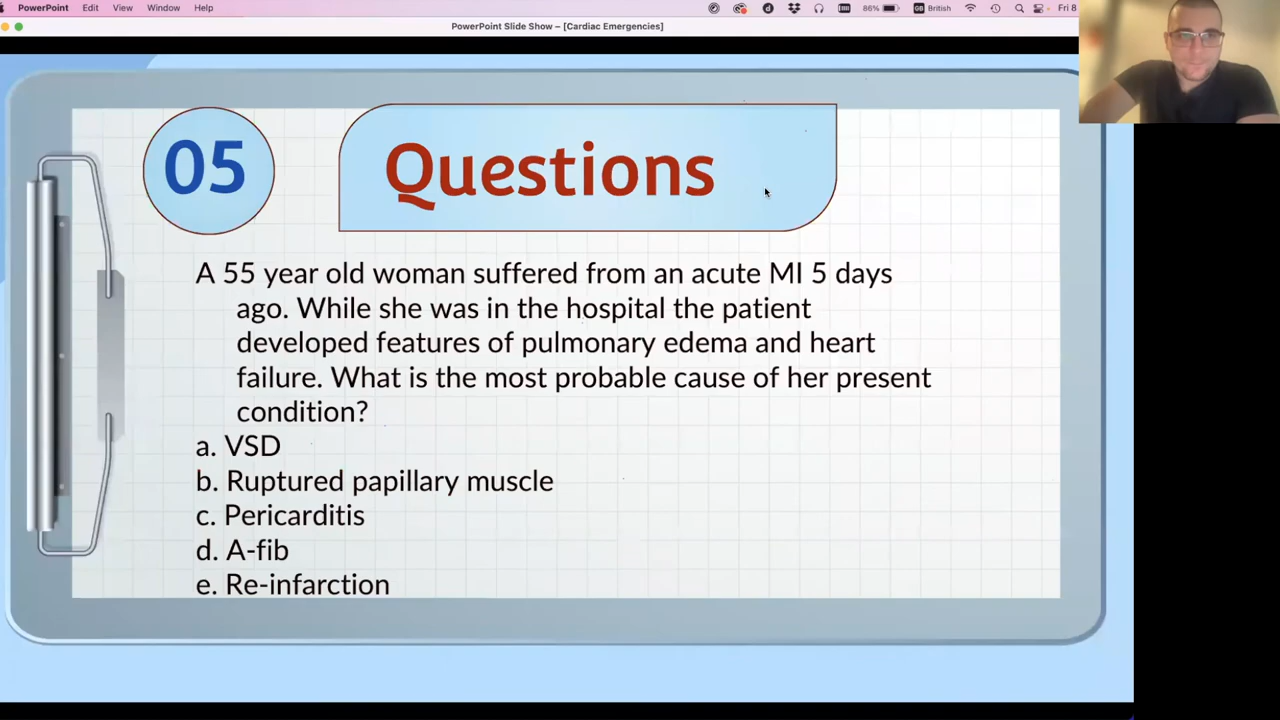 PowerPoint Edit View Window Help 86% British Fri 8
PowerPoint Slide Show – [Cardiac Emergencies]
05 Questions
A 55 year old woman suffered from an acute MI 5 days
ago. While she was in the hospital the patient
developed features of pulmonary edema and heart
failure. What is the most probable cause of her present
condition?
a. VSD
b. Ruptured papillary muscle
c. Pericarditis
d. A-fib
e. Re-infarction